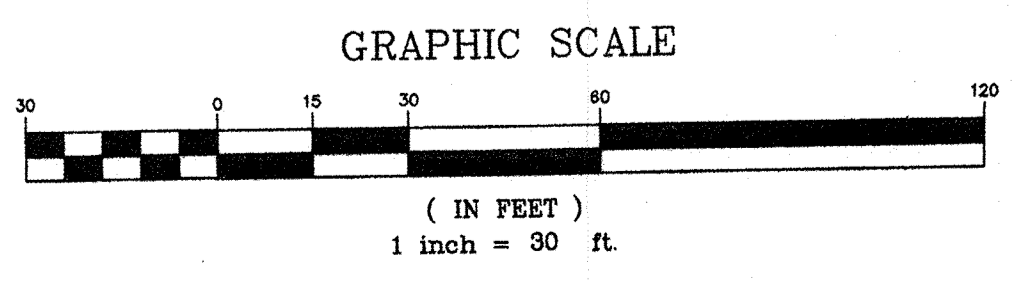 GRAPHIC SCALE
30 0 15 30 60 120
( IN FEET )
1 inch = 30 ft.